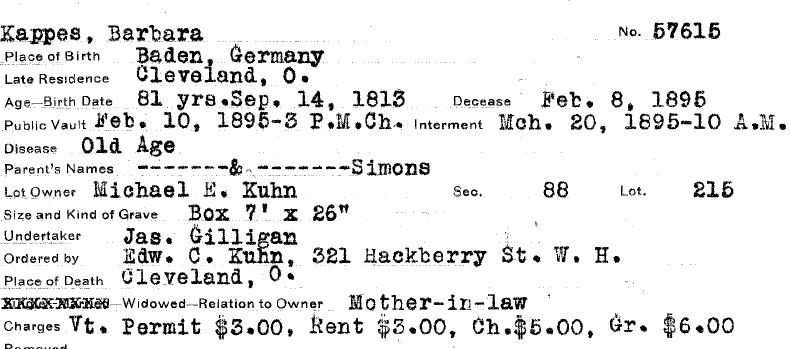 Kappes, Barbara No. 57615
Place of Birth Baden, Germany
Late Residence Cleveland, O.
Age—Birth Date 81 yrs.Sep. 14, 1813 Decease Feb. 8, 1895
Public Vault Feb. 10, 1895-3 P.M.Ch. Interment Mch. 20, 1895-10 A.M.
Disease Old Age
Parent's Names -------&-------Simons
Lot Owner Michael E. Kuhn Sec. 88 Lot. 215
Size and Kind of Grave Box 7' x 26"
Undertaker Jas. Gilligan
Ordered by Edw. C. Kuhn, 321 Hackberry St. W. H.
Place of Death Cleveland, O.
Widowed—Relation to Owner Mother-in-law
Charges Vt. Permit $3.00, Rent $3.00, Ch.$5.00, Gr. $6.00